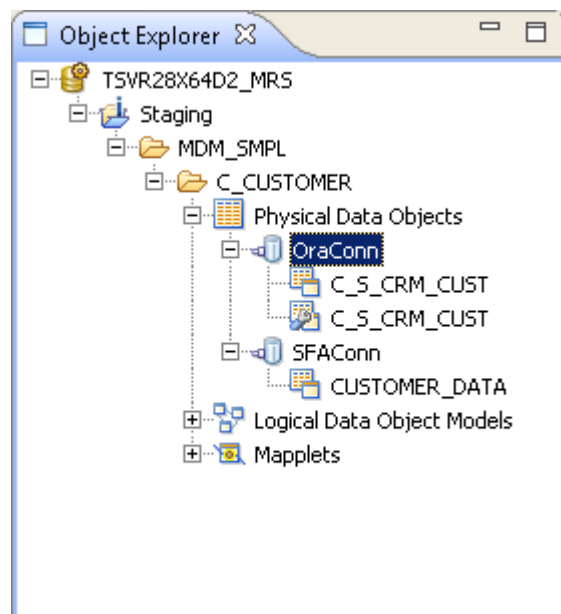 Object Explorer
TSVR28X64D2_MRS
Staging
MDM_SMPL
C_CUSTOMER
Physical Data Objects
OraConn
C_S_CRM_CUST
C_S_CRM_CUST
SFAConn
CUSTOMER_DATA
Logical Data Object Models
Mapplets